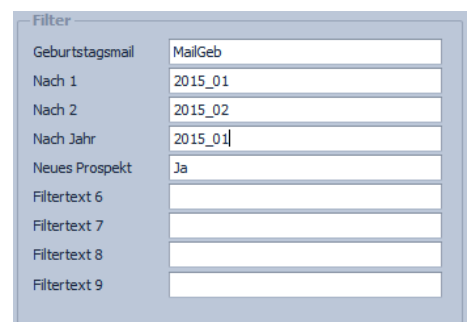 Filter
Geburtstagsmail MailGeb
Nach 1 2015_01
Nach 2 2015_02
Nach Jahr 2015_01
Neues Prospekt Ja
Filtertext 6
Filtertext 7
Filtertext 8
Filtertext 9